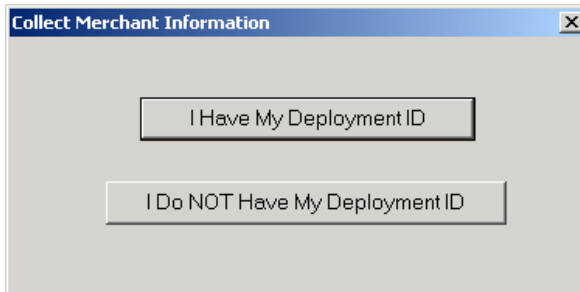 Collect Merchant Information
I Have My Deployment ID
I Do NOT Have My Deployment ID